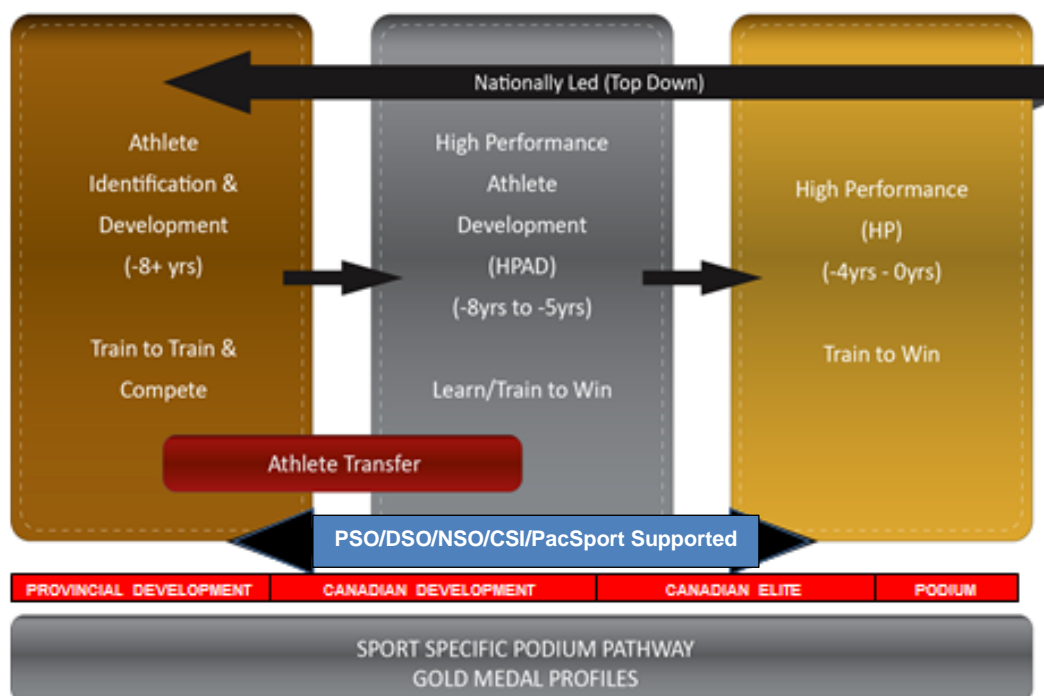 Nationally Led (Top Down)
Athlete
Identification &
Development
(-8+ yrs)
Train to Train &
Compete
High Performance
Athlete
Development
(HPAD)
(-8yrs to -5yrs)
Learn/Train to Win
High Performance
(HP)
(-4yrs - 0yrs)
Train to Win
Athlete Transfer
PSO/DSO/NSO/CSI/PacSport Supported
PROVINCIAL DEVELOPMENT
CANADIAN DEVELOPMENT
CANADIAN ELITE
PODIUM
SPORT SPECIFIC PODIUM PATHWAY
GOLD MEDAL PROFILES